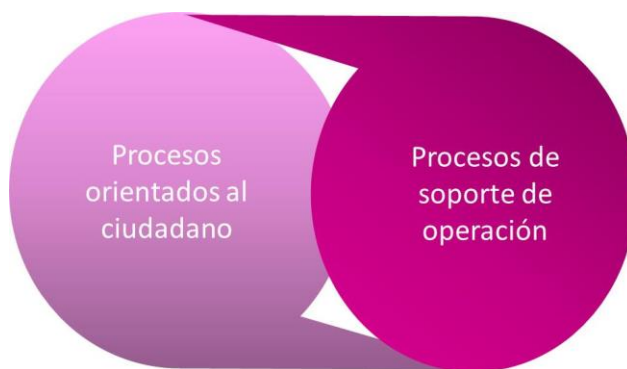 Procesos
orientados al
ciudadano
Procesos de
soporte de
operación